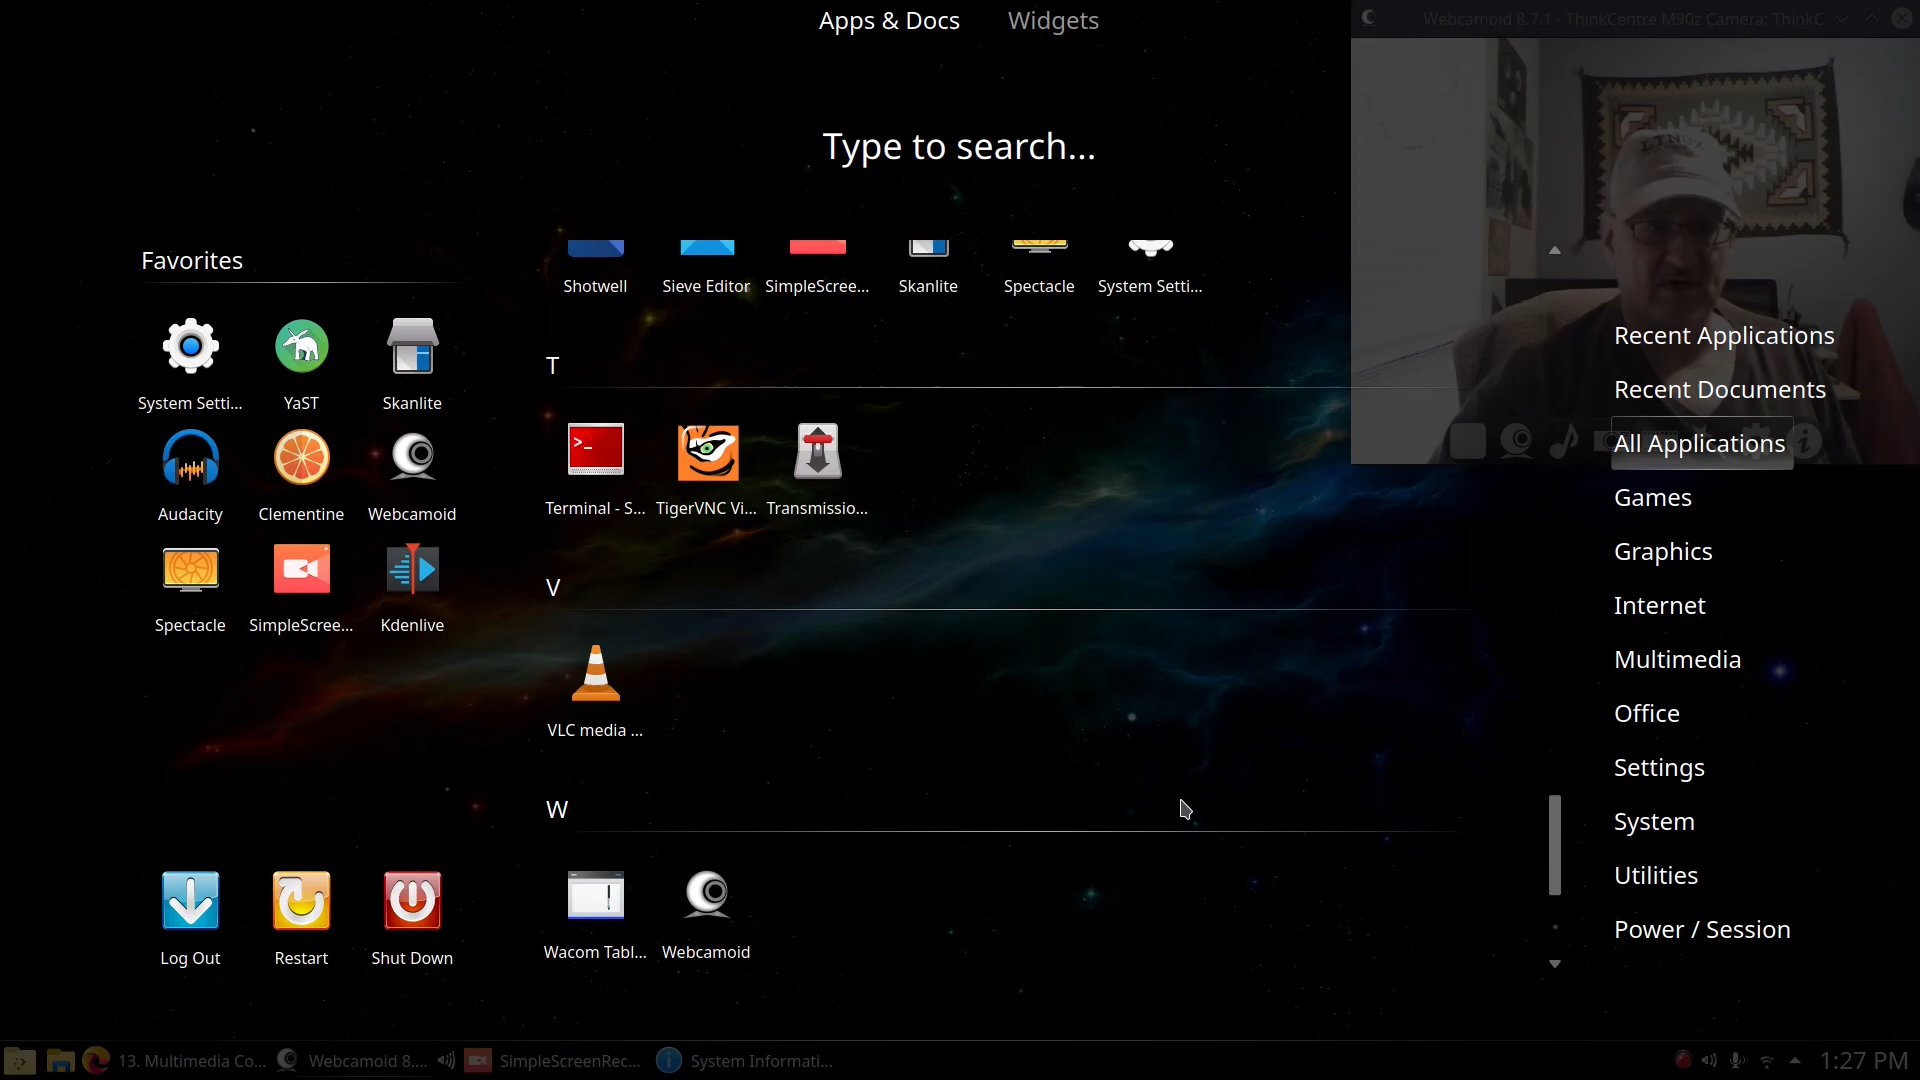 Apps & Docs
Widgets
Webcamoid 8.7.1 - ThinkCentre M90z Camera: ThinkC
LINUX
Type to search...
Favorites
System Setti...
YaST
Skanlite
Audacity
Clementine
Webcamoid
Spectacle
SimpleScree...
Kdenlive
Log Out
Restart
Shut Down
Shotwell
Sieve Editor
SimpleScree...
Skanlite
Spectacle
System Setti...
T
Terminal - S...
TigerVNC Vi...
Transmissio...
V
VLC media ...
W
Wacom Tabl...
Webcamoid
Recent Applications
Recent Documents
All Applications
Games
Graphics
Internet
Multimedia
Office
Settings
System
Utilities
Power / Session
13. Multimedia Co...
Webcamoid 8....
SimpleScreenRec...
System Informati...
1:27 PM